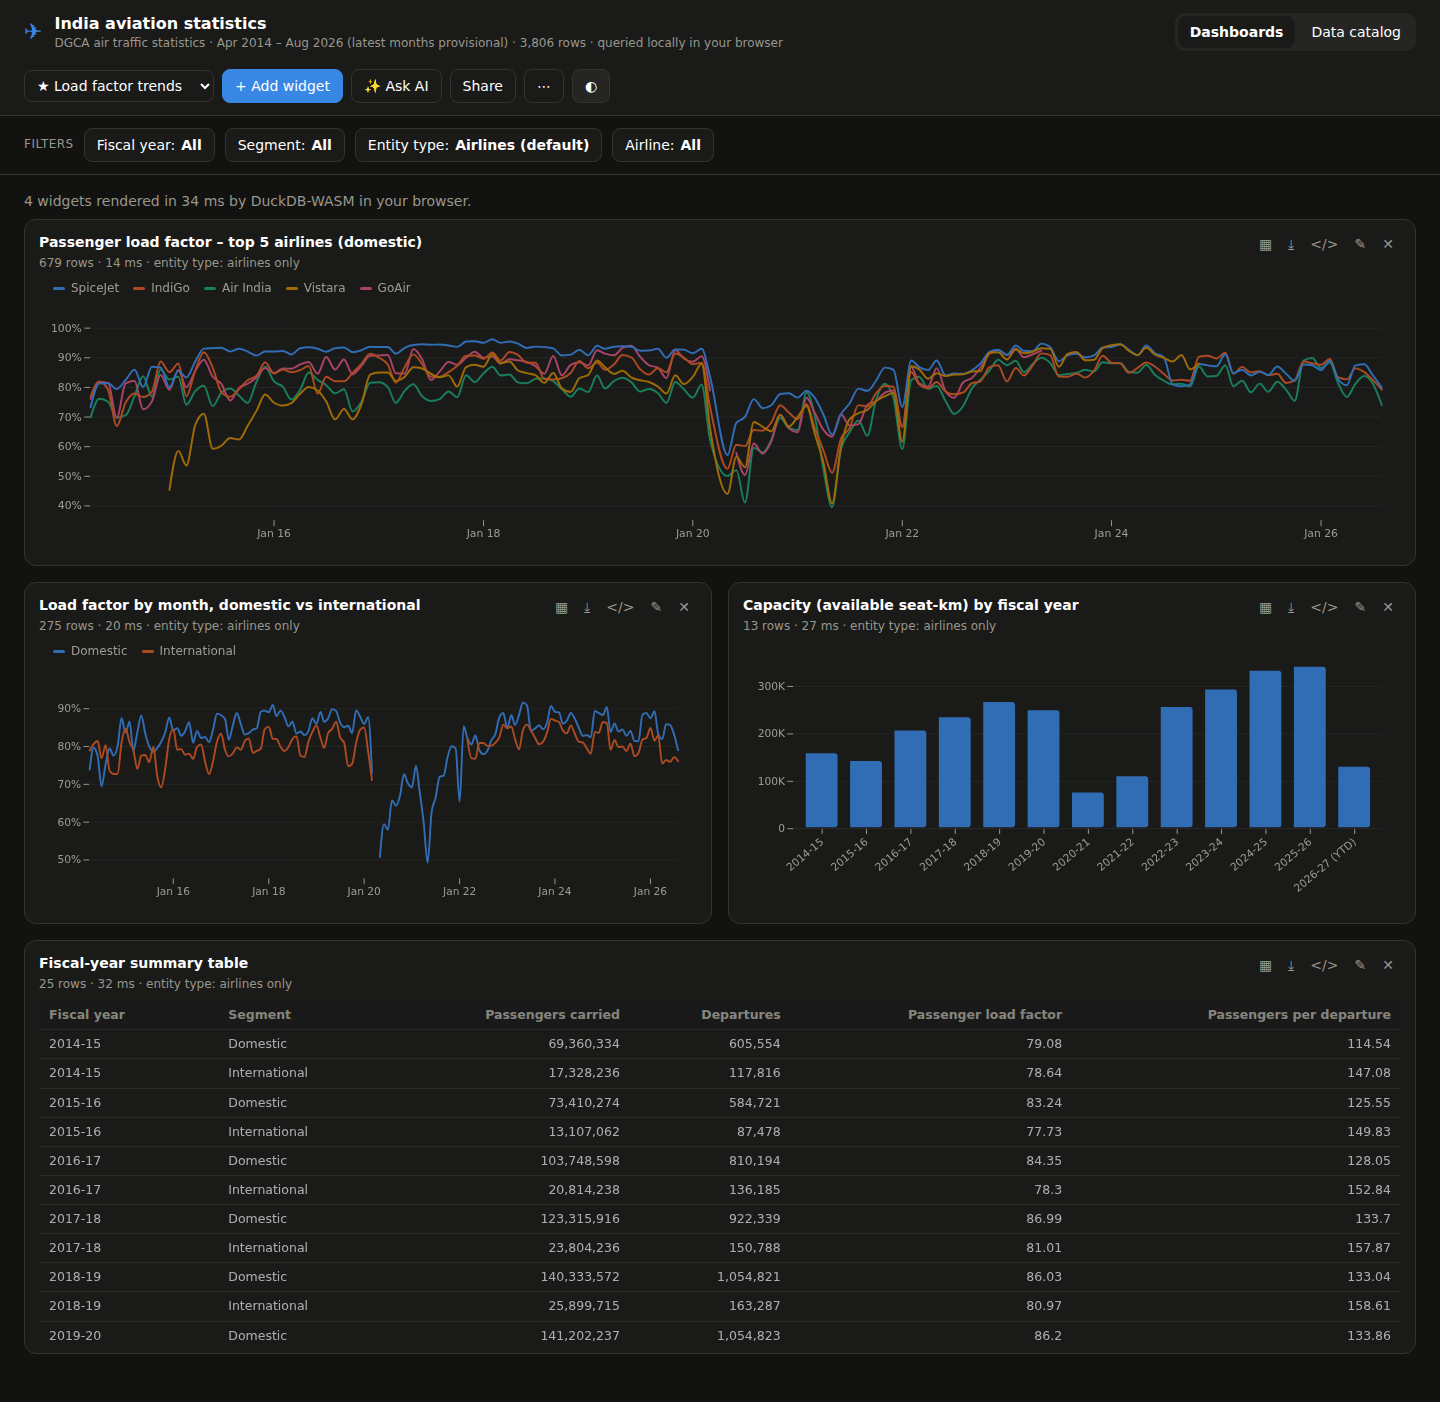 ✈ India aviation statistics
DGCA air traffic statistics · Apr 2014 – Aug 2026 (latest months provisional) · 3,806 rows · queried locally in your browser
Dashboards Data catalog
★ Load factor trends + Add widget ✨ Ask AI Share ⋯ ◐
FILTERS Fiscal year: All Segment: All Entity type: Airlines (default) Airline: All
4 widgets rendered in 34 ms by DuckDB-WASM in your browser.
Passenger load factor – top 5 airlines (domestic)
▦ ⤓ </> ✎ ✕
679 rows · 14 ms · entity type: airlines only
SpiceJet IndiGo Air India Vistara GoAir
100%
90%
80%
70%
60%
50%
40%
Jan 16 Jan 18 Jan 20 Jan 22 Jan 24 Jan 26
Load factor by month, domestic vs international
▦ ⤓ </> ✎ ✕
275 rows · 20 ms · entity type: airlines only
Domestic International
90%
80%
70%
60%
50%
Jan 16 Jan 18 Jan 20 Jan 22 Jan 24 Jan 26
Capacity (available seat-km) by fiscal year
▦ ⤓ </> ✎ ✕
13 rows · 27 ms · entity type: airlines only
300K
200K
100K
0
2014-15 2015-16 2016-17 2017-18 2018-19 2019-20 2020-21 2021-22 2022-23 2023-24 2024-25 2025-26 2026-27 (YTD)
Fiscal-year summary table
▦ ⤓ </> ✎ ✕
25 rows · 32 ms · entity type: airlines only
Fiscal year Segment Passengers carried Departures Passenger load factor Passengers per departure
2014-15 Domestic 69,360,334 605,554 79.08 114.54
2014-15 International 17,328,236 117,816 78.64 147.08
2015-16 Domestic 73,410,274 584,721 83.24 125.55
2015-16 International 13,107,062 87,478 77.73 149.83
2016-17 Domestic 103,748,598 810,194 84.35 128.05
2016-17 International 20,814,238 136,185 78.3 152.84
2017-18 Domestic 123,315,916 922,339 86.99 133.7
2017-18 International 23,804,236 150,788 81.01 157.87
2018-19 Domestic 140,333,572 1,054,821 86.03 133.04
2018-19 International 25,899,715 163,287 80.97 158.61
2019-20 Domestic 141,202,237 1,054,823 86.2 133.86